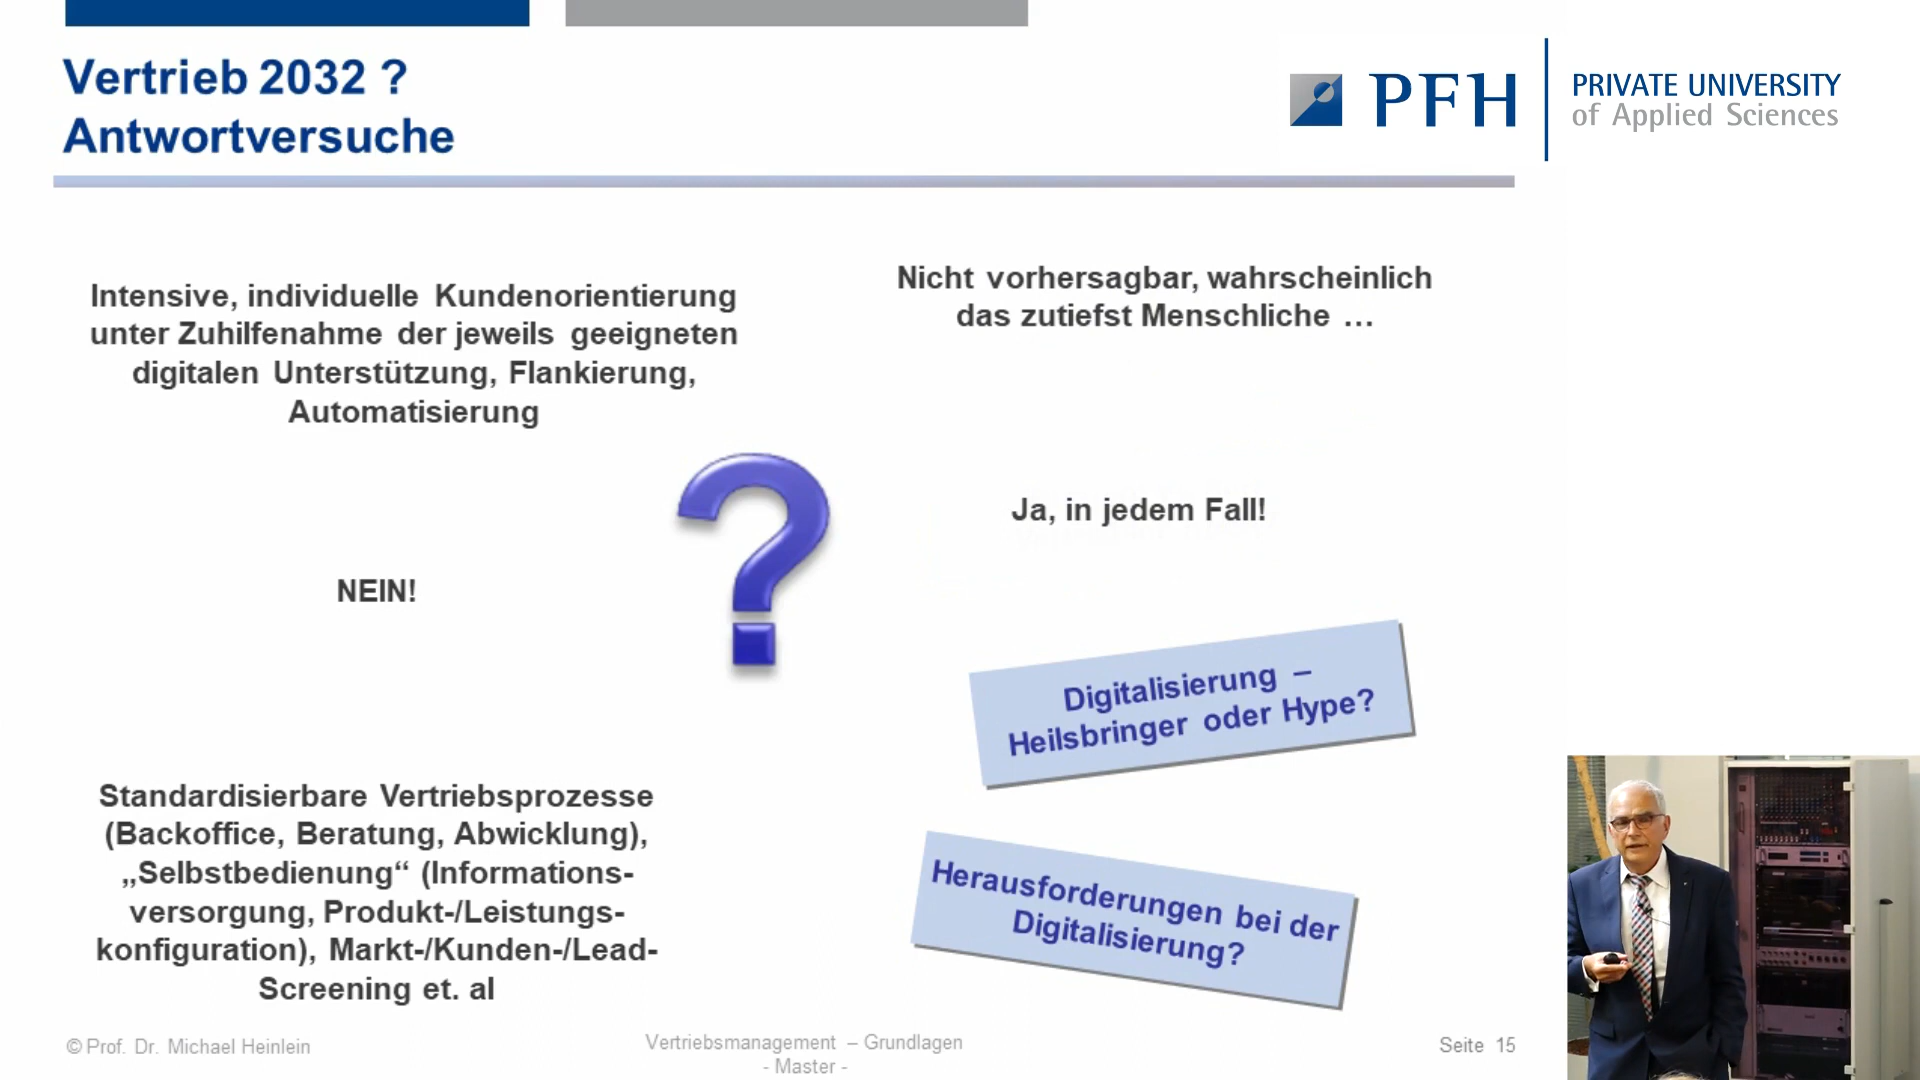 Vertrieb 2032 ?
Antwortversuche
PFH
PRIVATE UNIVERSITY
of Applied Sciences
Intensive, individuelle Kundenorientierung
unter Zuhilfenahme der jeweils geeigneten
digitalen Unterstützung, Flankierung,
Automatisierung
Nicht vorhersagbar, wahrscheinlich
das zutiefst Menschliche …
?
Ja, in jedem Fall!
NEIN!
Digitalisierung –
Heilsbringer oder Hype?
Standardisierbare Vertriebsprozesse
(Backoffice, Beratung, Abwicklung),
„Selbstbedienung“ (Informations-
versorgung, Produkt-/Leistungs-
konfiguration), Markt-/Kunden-/Lead-
Screening et. al
Herausforderungen bei der
Digitalisierung?
© Prof. Dr. Michael Heinlein
Vertriebsmanagement – Grundlagen
- Master -
Seite 15